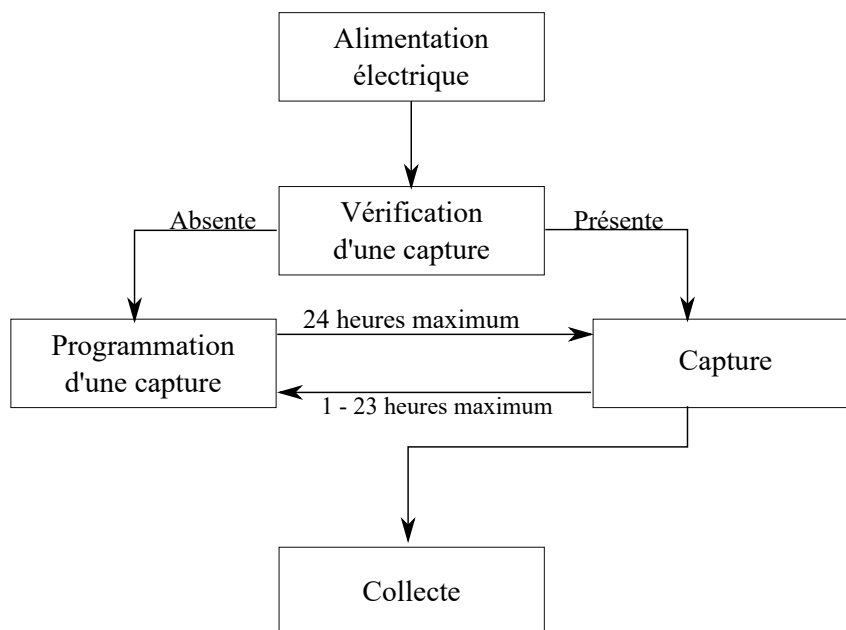 Alimentation
électrique
Absente
Vérification
d'une capture
Présente
24 heures maximum
Programmation
d'une capture
Capture
1 - 23 heures maximum
Collecte